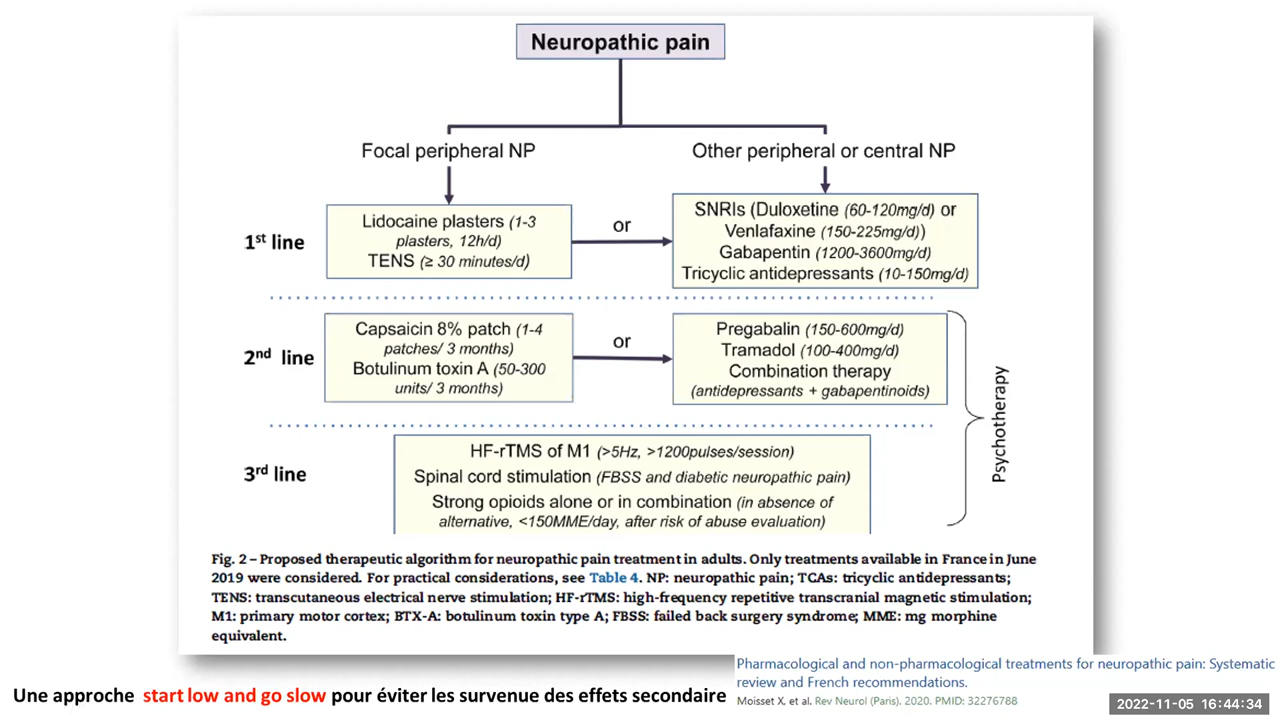 Neuropathic pain
Focal peripheral NP
Other peripheral or central NP
1st line
Lidocaine plasters (1-3
plasters, 12h/d)
TENS (≥ 30 minutes/d)
or
SNRIs (Duloxetine (60-120mg/d) or
Venlafaxine (150-225mg/d))
Gabapentin (1200-3600mg/d)
Tricyclic antidepressants (10-150mg/d)
2nd line
Capsaicin 8% patch (1-4
patches/ 3 months)
Botulinum toxin A (50-300
units/ 3 months)
or
Pregabalin (150-600mg/d)
Tramadol (100-400mg/d)
Combination therapy
(antidepressants + gabapentinoids)
Psychotherapy
3rd line
HF-rTMS of M1 (>5Hz, >1200pulses/session)
Spinal cord stimulation (FBSS and diabetic neuropathic pain)
Strong opioids alone or in combination (in absence of
alternative, <150MME/day, after risk of abuse evaluation)
Fig. 2 – Proposed therapeutic algorithm for neuropathic pain treatment in adults. Only treatments available in France in June
2019 were considered. For practical considerations, see Table 4. NP: neuropathic pain; TCAs: tricyclic antidepressants;
TENS: transcutaneous electrical nerve stimulation; HF-rTMS: high-frequency repetitive transcranial magnetic stimulation;
M1: primary motor cortex; BTX-A: botulinum toxin type A; FBSS: failed back surgery syndrome; MME: mg morphine
equivalent.
Pharmacological and non-pharmacological treatments for neuropathic pain: Systematic
review and French recommendations.
Moisset X, et al. Rev Neurol (Paris). 2020. PMID: 32276788
Une approche start low and go slow pour éviter les survenue des effets secondaire
2022-11-05 16:44:34